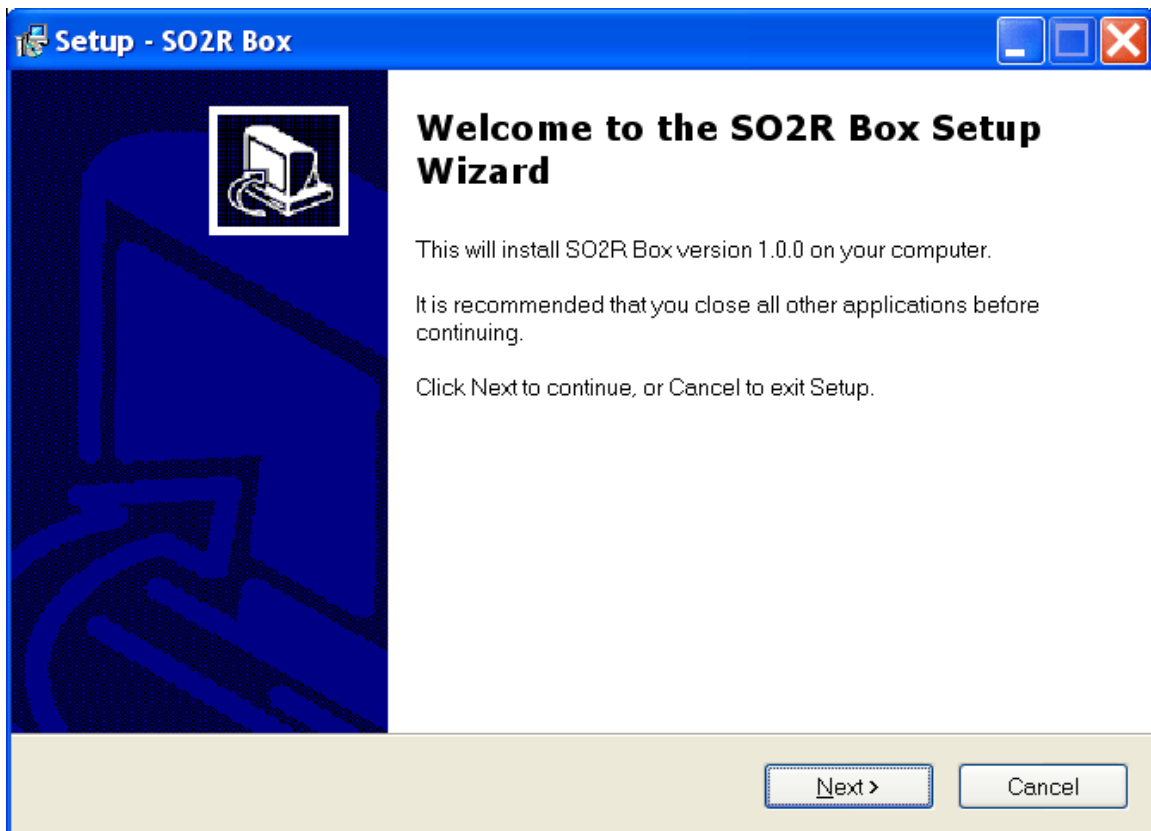 Setup - SO2R Box
Welcome to the SO2R Box Setup
Wizard
This will install SO2R Box version 1.0.0 on your computer.
It is recommended that you close all other applications before
continuing.
Click Next to continue, or Cancel to exit Setup.
Next >
Cancel